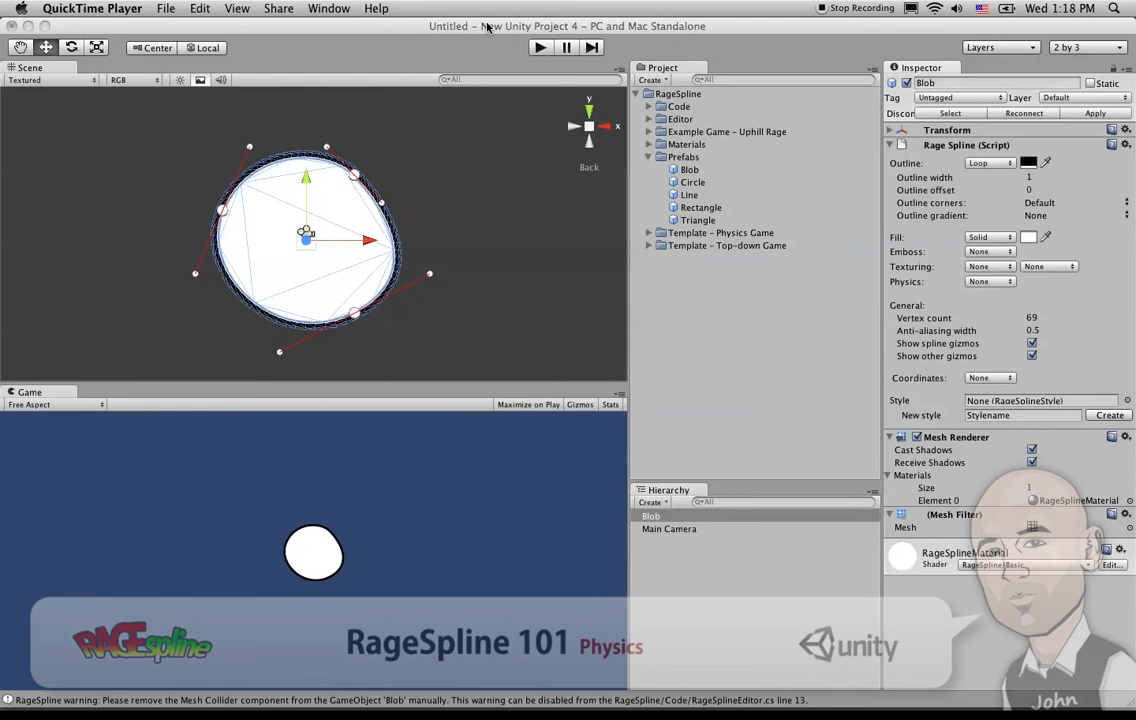 QuickTime Player File Edit View Share Window Help
Stop Recording Wed 1:18 PM
Untitled - New Unity Project 4 - PC and Mac Standalone
Center Local
Layers 2 by 3
Scene
Textured RGB All
y
x
Back
Project
Create All
RageSpline
Code
Editor
Example Game - Uphill Rage
Materials
Prefabs
Blob
Circle
Line
Rectangle
Triangle
Template - Physics Game
Template - Top-down Game
Inspector
Blob Static
Tag Untagged Layer Default
Discon Select Reconnect Apply
Transform
Rage Spline (Script)
Outline: Loop
Outline width 1
Outline offset 0
Outline corners: Default
Outline gradient: None
Fill: Solid
Emboss: None
Texturing: None None
Physics: None
General:
Vertex count 69
Anti-aliasing width 0.5
Show spline gizmos
Show other gizmos
Coordinates: None
Style None (RageSplineStyle)
New style Stylename Create
Mesh Renderer
Cast Shadows
Receive Shadows
Materials
Size 1
Element 0 RageSplineMaterial
(Mesh Filter)
Mesh
RageSplineMaterial
Shader RageSpline/Basic Edit...
Game
Free Aspect Maximize on Play Gizmos Stats
Hierarchy
Create All
Blob
Main Camera
RAGEspline
RageSpline 101 Physics
unity
John
RageSpline warning: Please remove the Mesh Collider component from the GameObject 'Blob' manually. This warning can be disabled from the RageSpline/Code/RageSplineEditor.cs line 13.